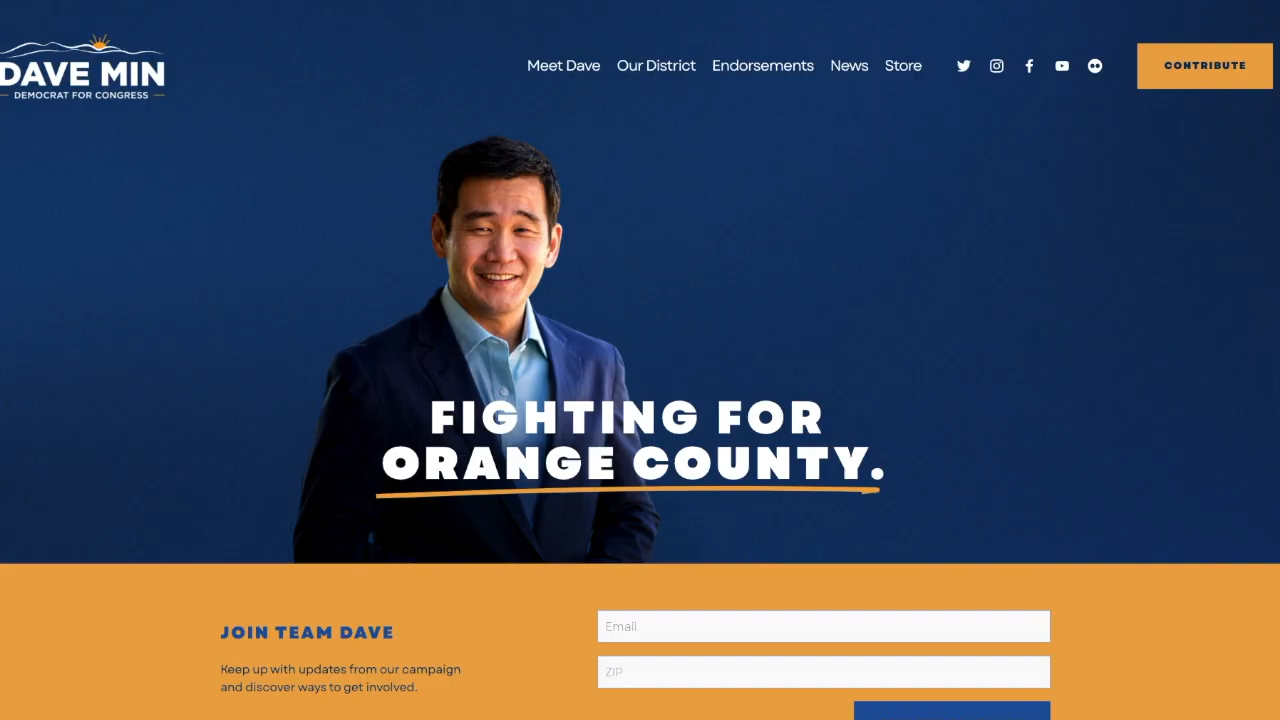 DAVE MIN
DEMOCRAT FOR CONGRESS
Meet Dave Our District Endorsements News Store
CONTRIBUTE
FIGHTING FOR
ORANGE COUNTY.
JOIN TEAM DAVE
Keep up with updates from our campaign
and discover ways to get involved.
Email
ZIP